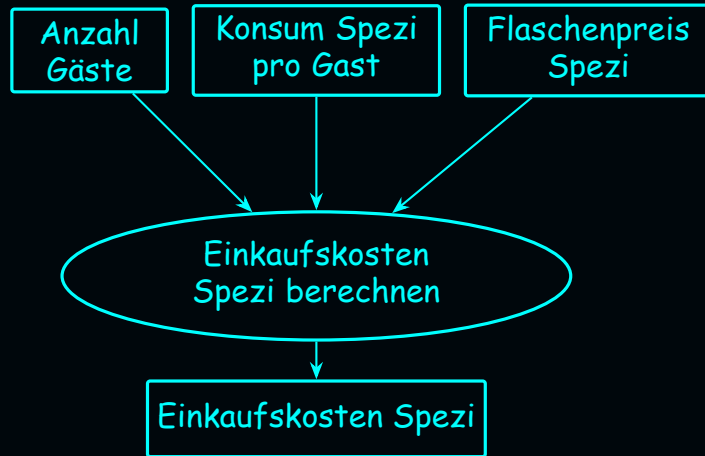 Anzahl
Gäste
Konsum Spezi
pro Gast
Flaschenpreis
Spezi
Einkaufskosten
Spezi berechnen
Einkaufskosten Spezi